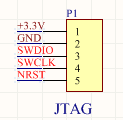 P1
+3.3V 1
GND 2
SWDIO 3
SWCLK 4
NRST 5
JTAG